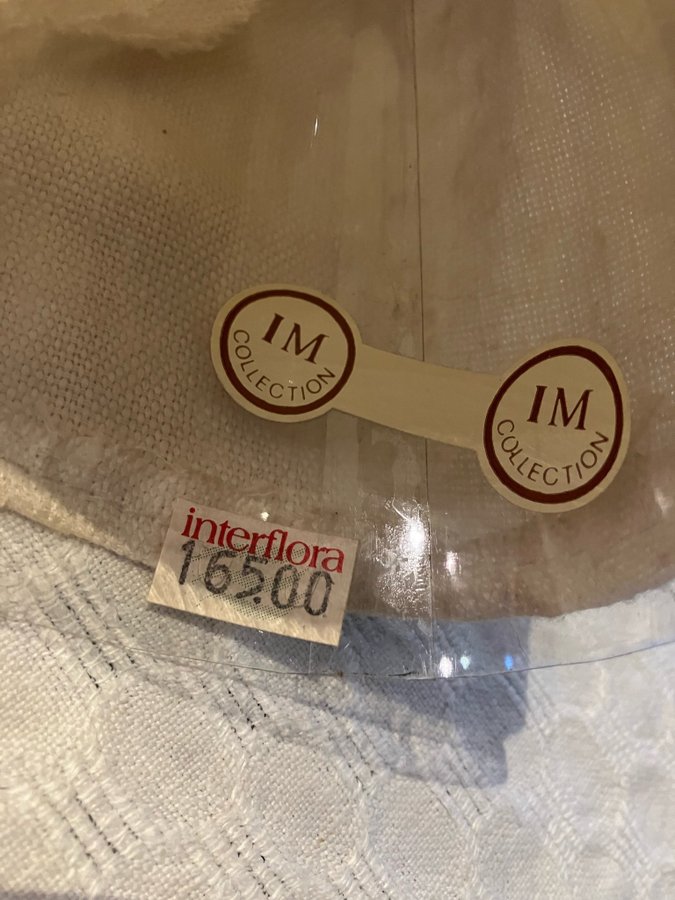 IM
COLLECTION
IM
COLLECTION
interflora
165.00